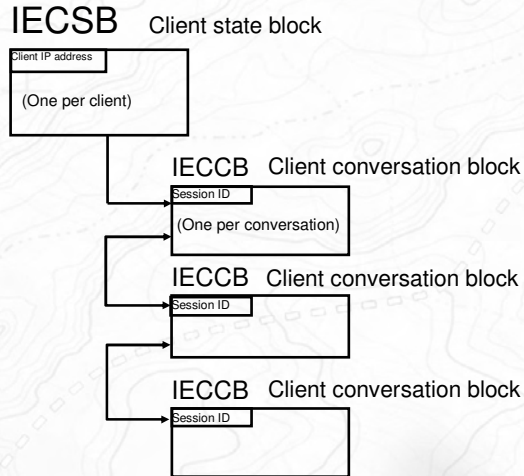 IECSB Client state block
Client IP address
(One per client)
IECCB Client conversation block
Session ID
(One per conversation)
IECCB Client conversation block
Session ID
IECCB Client conversation block
Session ID